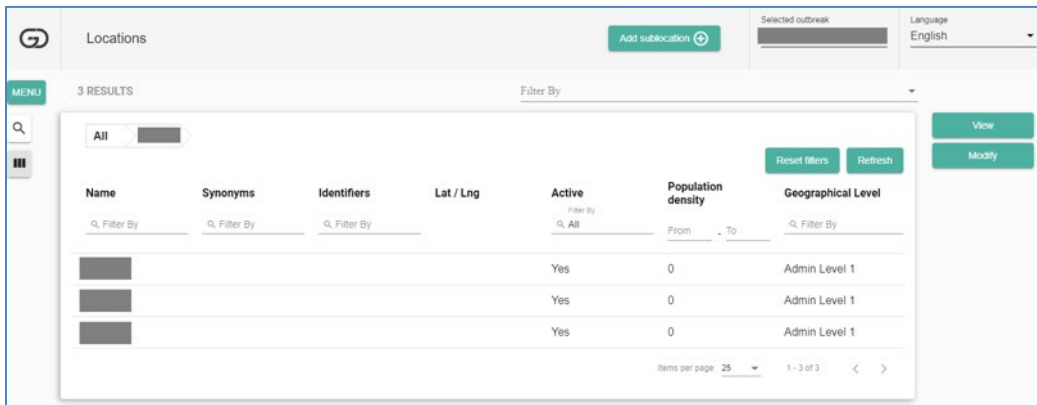 Locations
Add sublocation
Selected outbreak
Language
English
MENU
3 RESULTS
Filter By
All
View
Modify
Reset filters
Refresh
Name Synonyms Identifiers Lat / Lng Active Population density Geographical Level
Filter By Filter By Filter By Filter By All From - To Filter By
Yes 0 Admin Level 1
Yes 0 Admin Level 1
Yes 0 Admin Level 1
Items per page: 25 1 - 3 of 3